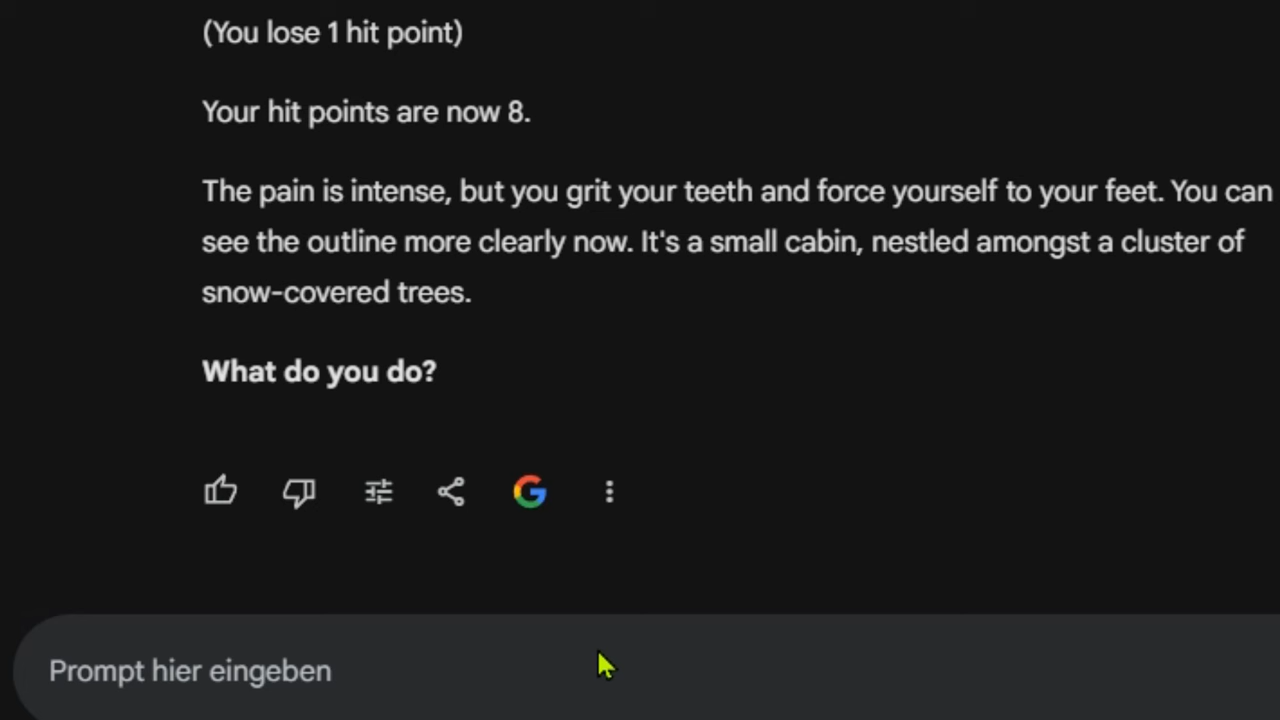 (You lose 1 hit point)
Your hit points are now 8.
The pain is intense, but you grit your teeth and force yourself to your feet. You can
see the outline more clearly now. It's a small cabin, nestled amongst a cluster of
snow-covered trees.
What do you do?
Prompt hier eingeben